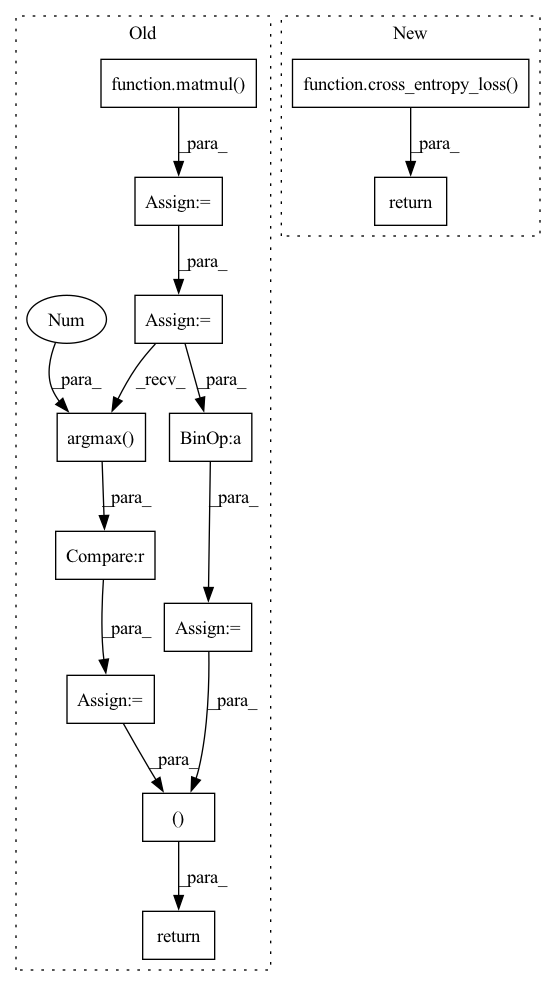 Old
New
function.matmul()
function.cross_entropy_loss()
_para_
_para_
Assign:=
return
_para_
Num
Assign:=
_para_
_recv_
_para_
argmax()
BinOp:a
_para_
_para_
Compare:r
_para_
Assign:=
Assign:=
_para_
_para_
()
_para_
return